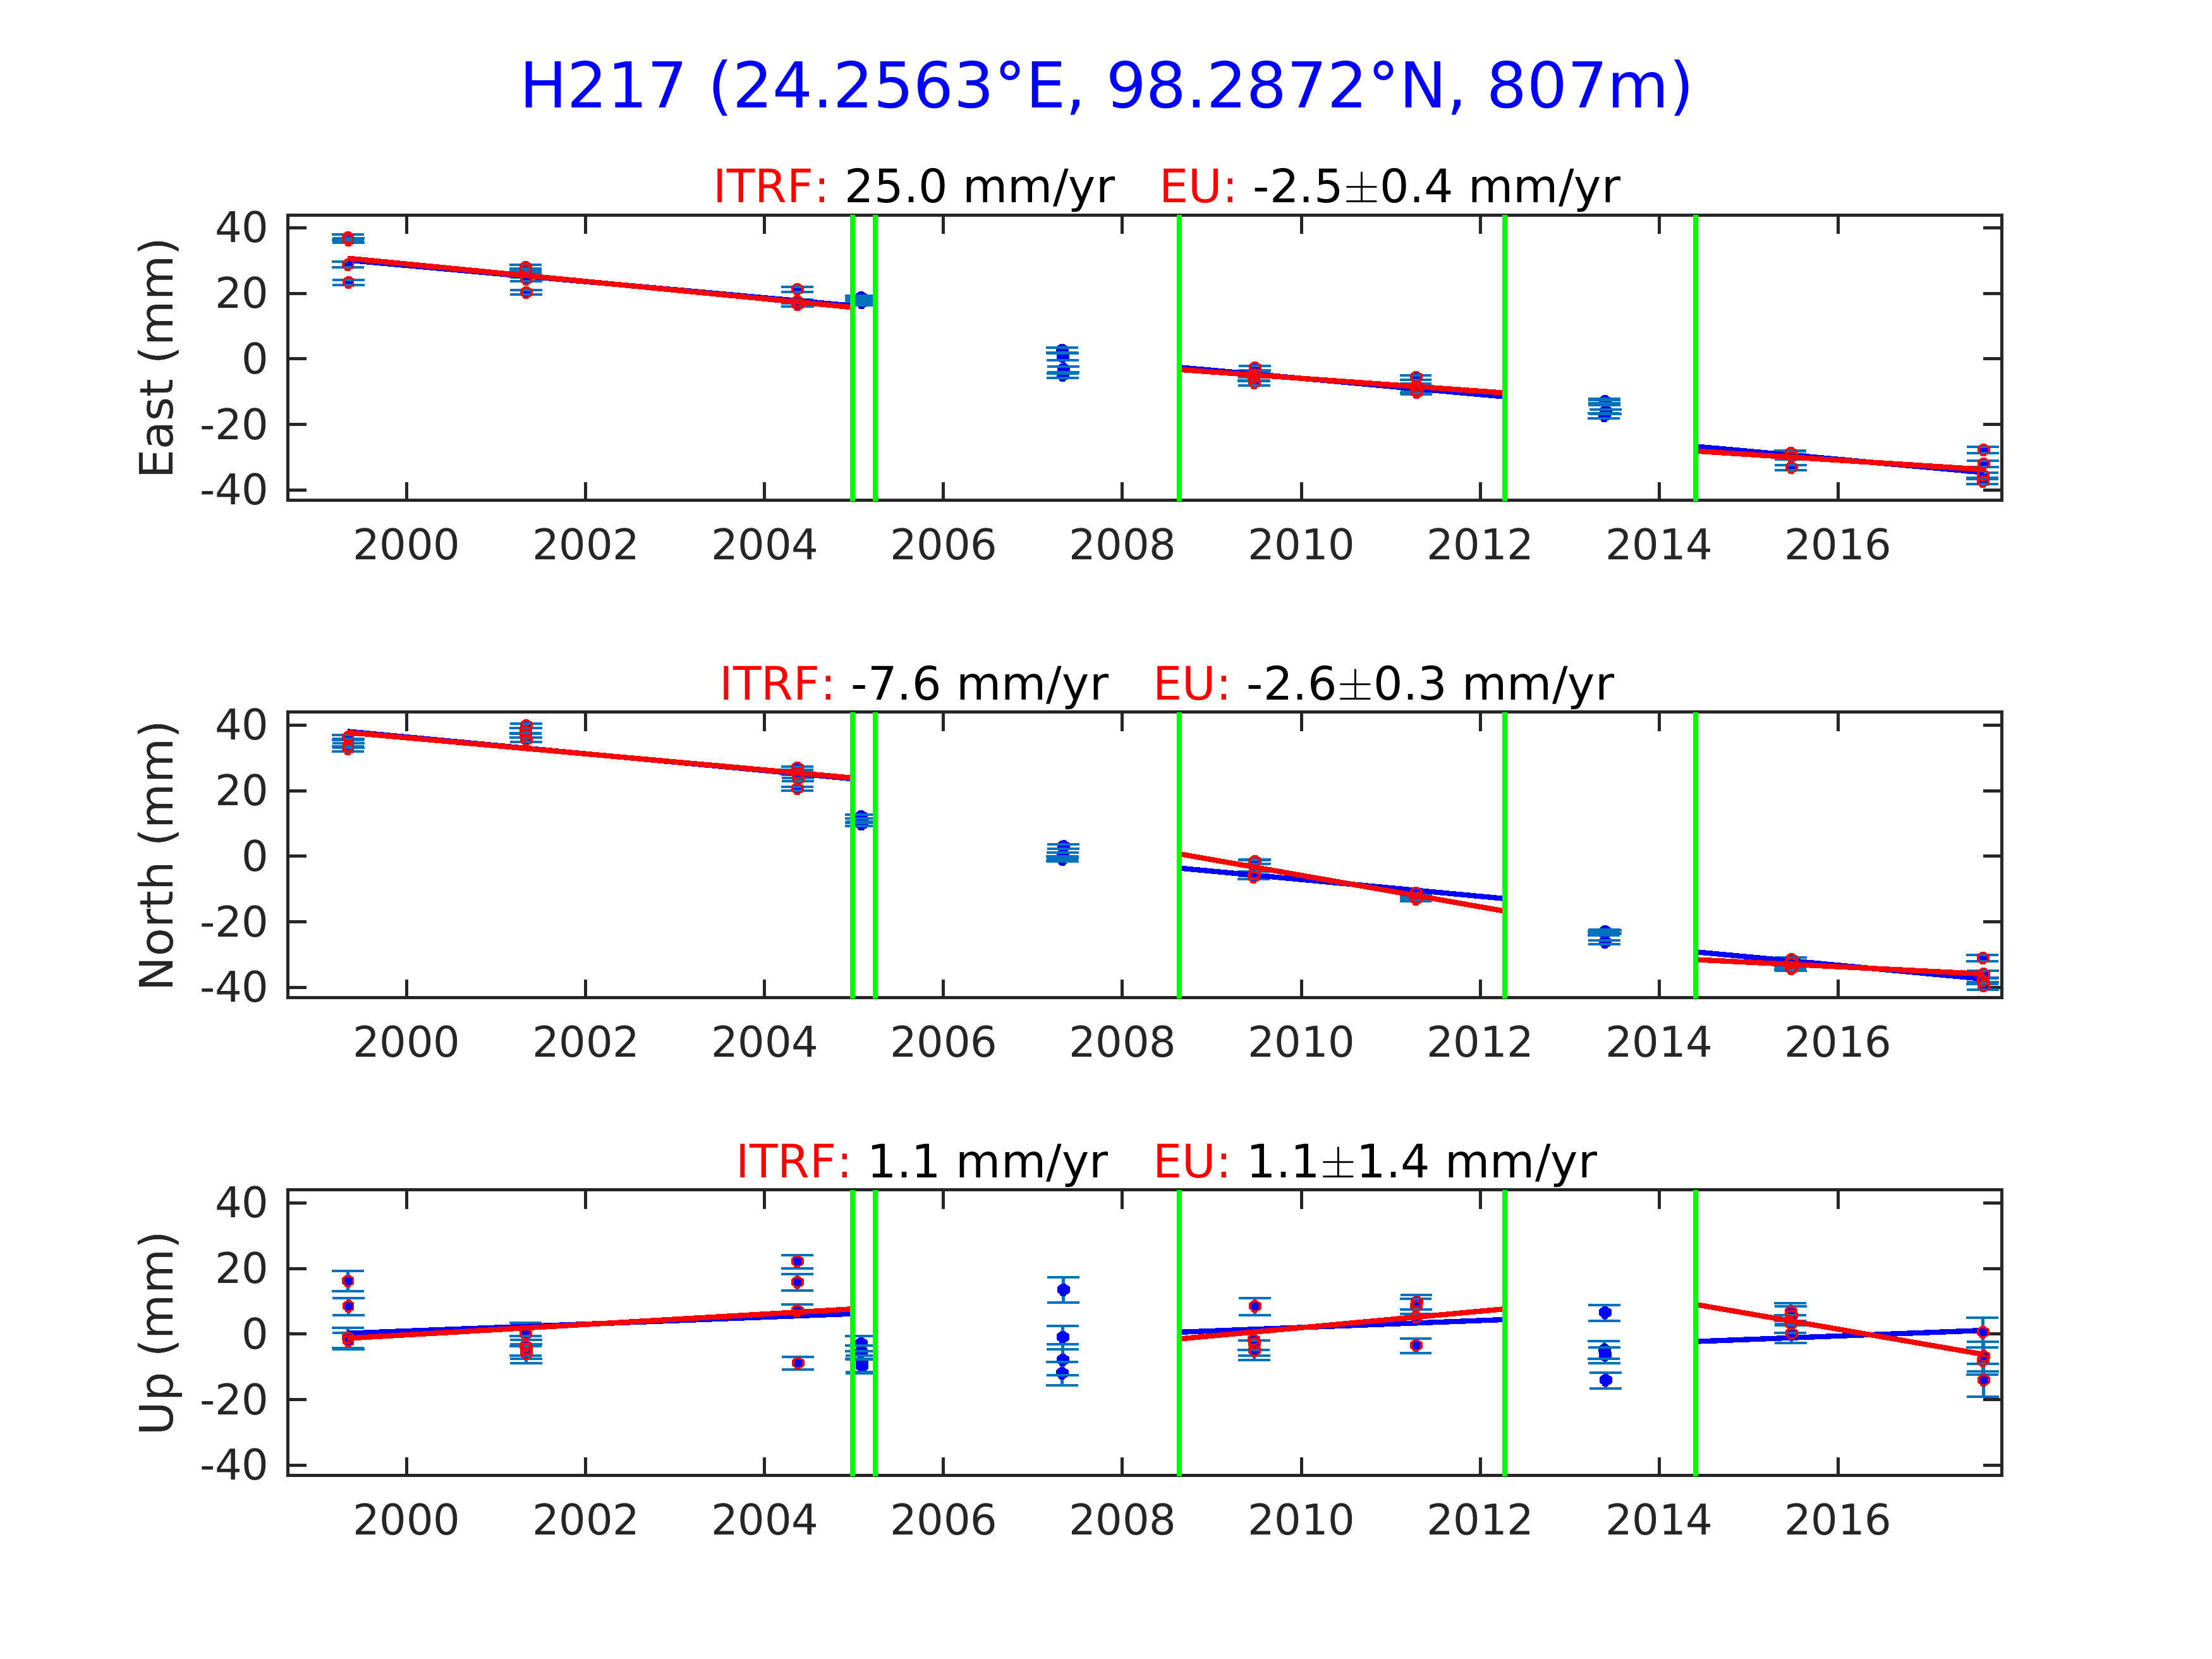 H217 (24.2563°E, 98.2872°N, 807m)
ITRF: 25.0 mm/yr EU: -2.5±0.4 mm/yr
East (mm)
40
20
0
-20
-40
2000 2002 2004 2006 2008 2010 2012 2014 2016
ITRF: -7.6 mm/yr EU: -2.6±0.3 mm/yr
North (mm)
40
20
0
-20
-40
2000 2002 2004 2006 2008 2010 2012 2014 2016
ITRF: 1.1 mm/yr EU: 1.1±1.4 mm/yr
Up (mm)
40
20
0
-20
-40
2000 2002 2004 2006 2008 2010 2012 2014 2016